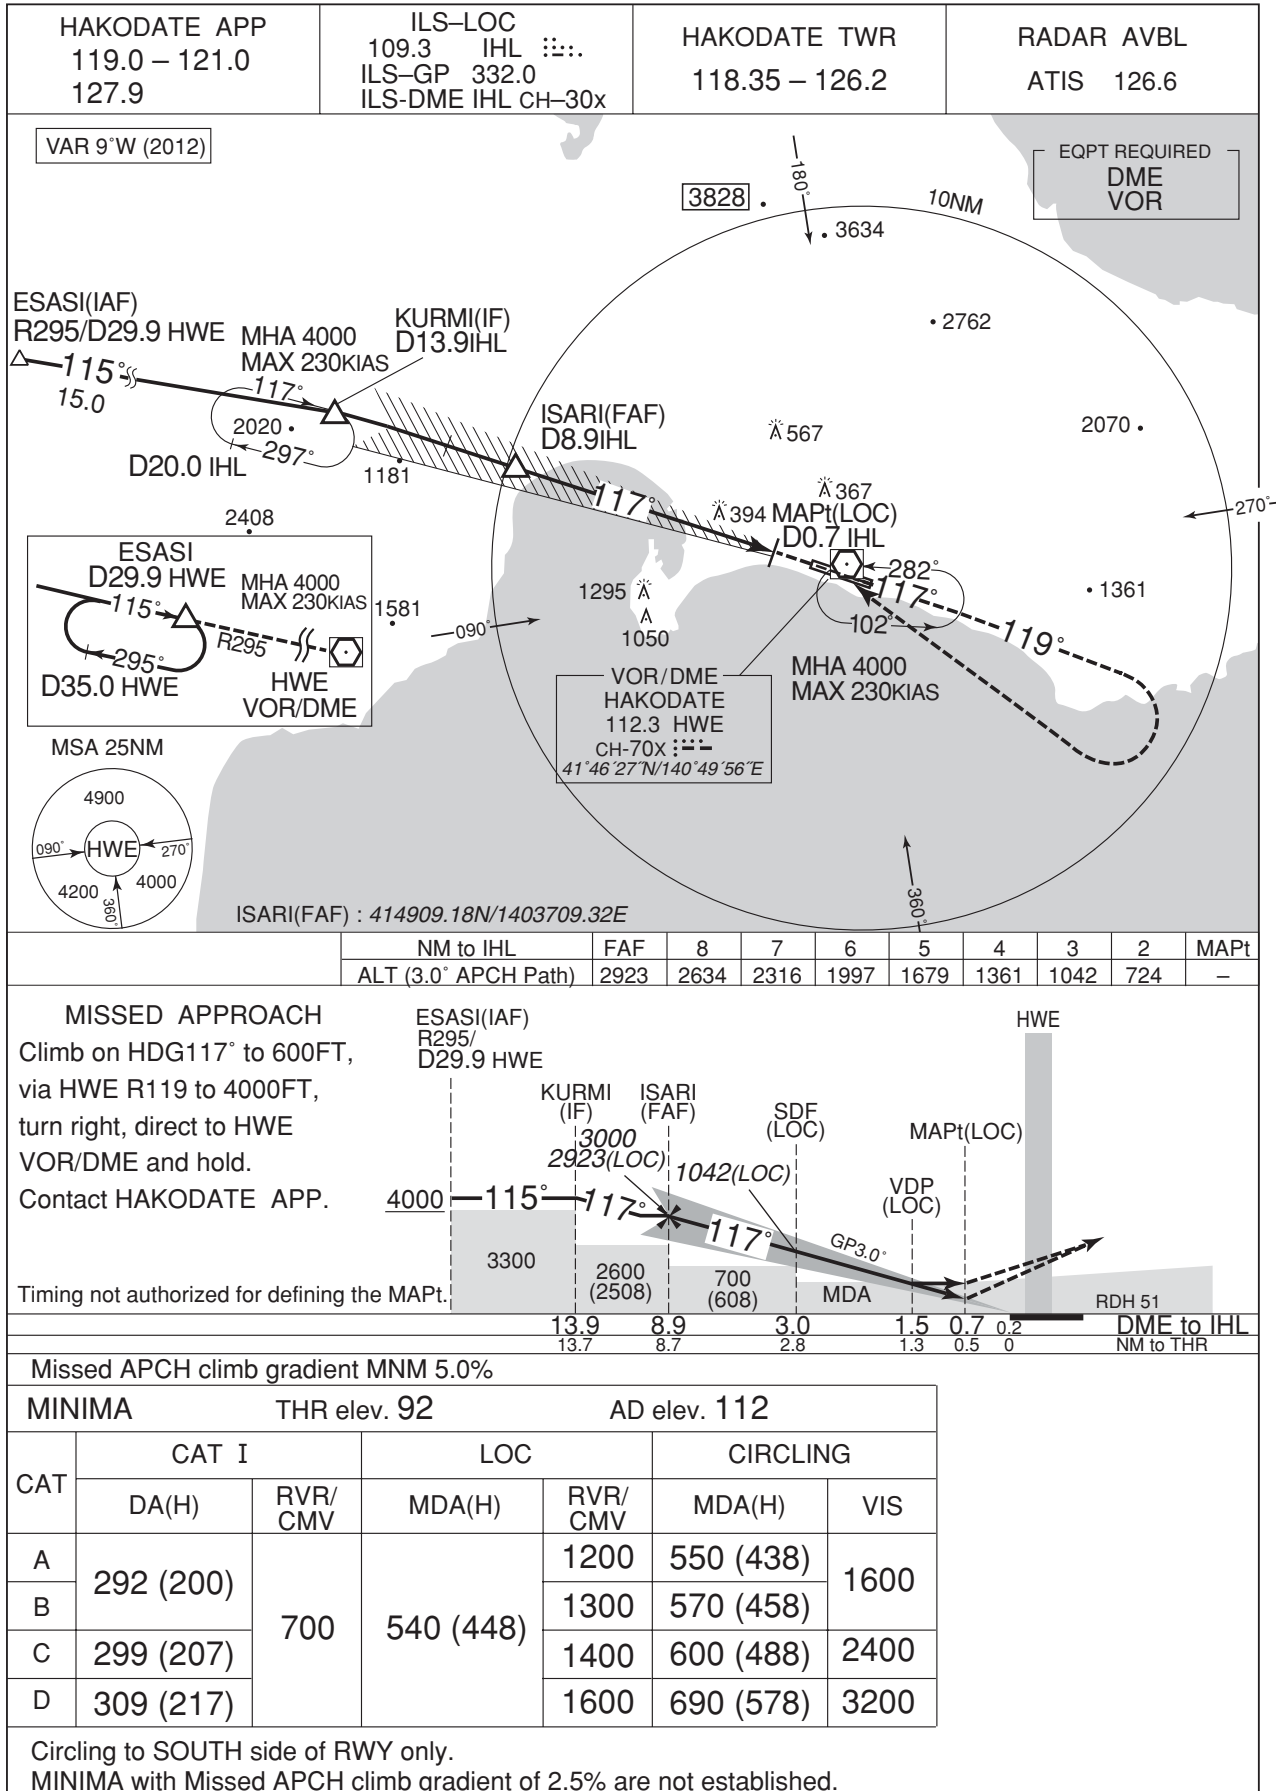 HAKODATE APP
119.0 – 121.0
127.9
ILS–LOC
109.3 IHL
ILS–GP 332.0
ILS-DME IHL CH–30x
HAKODATE TWR
118.35 – 126.2
RADAR AVBL
ATIS 126.6
VAR 9°W (2012)
EQPT REQUIRED
DME
VOR
180°
3828
10NM
3634
2762
ESASI(IAF)
R295/D29.9 HWE
115°
15.0
MHA 4000
MAX 230KIAS
KURMI(IF)
D13.9IHL
117°
2020
297°
D20.0 IHL
1181
ISARI(FAF)
D8.9IHL
567
2070
117°
367
394
MAPt(LOC)
D0.7 IHL
270°
2408
ESASI
D29.9 HWE
MHA 4000
MAX 230KIAS
115°
R295
295°
D35.0 HWE
HWE
VOR/DME
1581
090°
1295
1050
282°
117°
102°
119°
1361
MHA 4000
MAX 230KIAS
VOR/DME
HAKODATE
112.3 HWE
CH-70X
41°46´27˝N/140°49´56˝E
MSA 25NM
4900
090°
HWE
270°
4200
4000
360°
360°
ISARI(FAF) : 414909.18N/1403709.32E
NM to IHL FAF 8 7 6 5 4 3 2 MAPt
ALT (3.0° APCH Path) 2923 2634 2316 1997 1679 1361 1042 724 –
MISSED APPROACH
Climb on HDG117° to 600FT,
via HWE R119 to 4000FT,
turn right, direct to HWE
VOR/DME and hold.
Contact HAKODATE APP.
Timing not authorized for defining the MAPt.
ESASI(IAF)
R295/
D29.9 HWE
KURMI
(IF)
ISARI
(FAF)
3000
2923(LOC)
SDF
(LOC)
1042(LOC)
MAPt(LOC)
VDP
(LOC)
HWE
4000
115°
117°
117°
GP3.0°
3300
2600
(2508)
700
(608)
MDA
RDH 51
13.9 8.9 3.0 1.5 0.7 0.2 DME to IHL
13.7 8.7 2.8 1.3 0.5 0 NM to THR
Missed APCH climb gradient MNM 5.0%
MINIMA THR elev. 92 AD elev. 112
CAT
CAT I LOC CIRCLING
DA(H) RVR/CMV MDA(H) RVR/CMV MDA(H) VIS
A 292 (200) 700 540 (448) 1200 550 (438) 1600
B 1300 570 (458)
C 299 (207) 1400 600 (488) 2400
D 309 (217) 1600 690 (578) 3200
Circling to SOUTH side of RWY only.
MINIMA with Missed APCH climb gradient of 2.5% are not established.